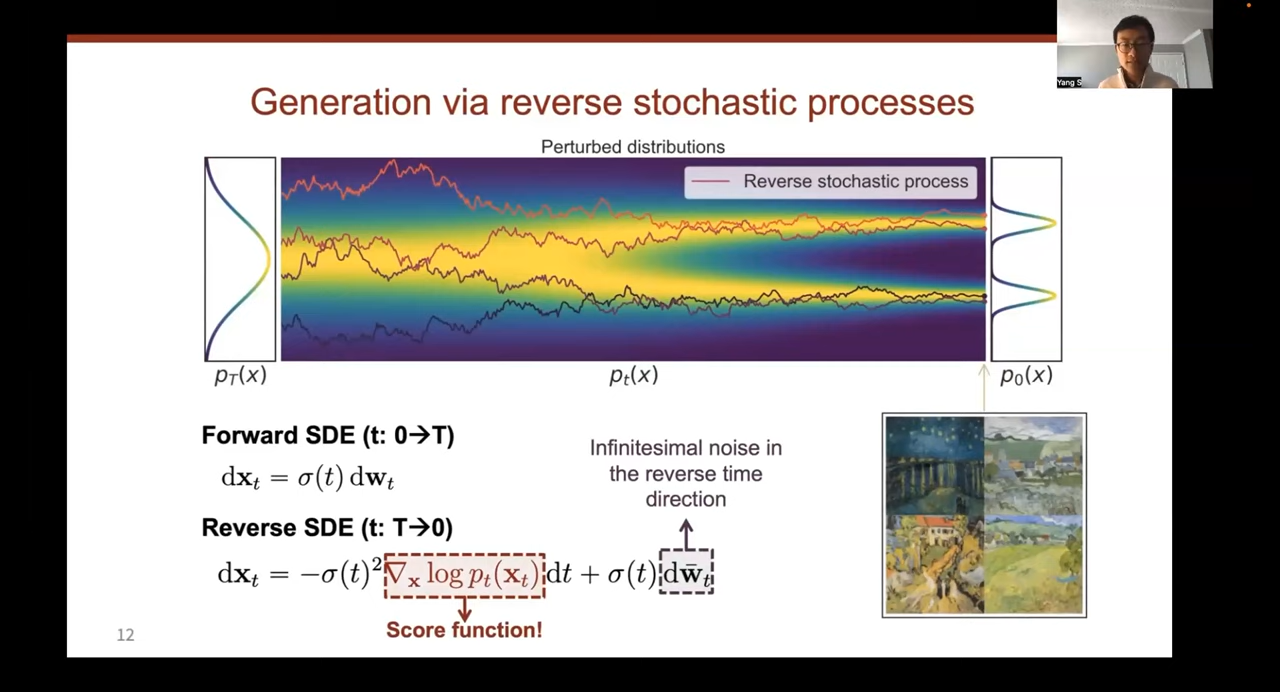 Yang S
Generation via reverse stochastic processes
Perturbed distributions
Reverse stochastic process
p_T(x)
p_t(x)
p_0(x)
Forward SDE (t: 0→T)
dx_t = σ(t) dw_t
Infinitesimal noise in
the reverse time
direction
Reverse SDE (t: T→0)
dx_t = −σ(t)²∇_x log p_t(x_t)dt + σ(t)dw̄_t
Score function!
12